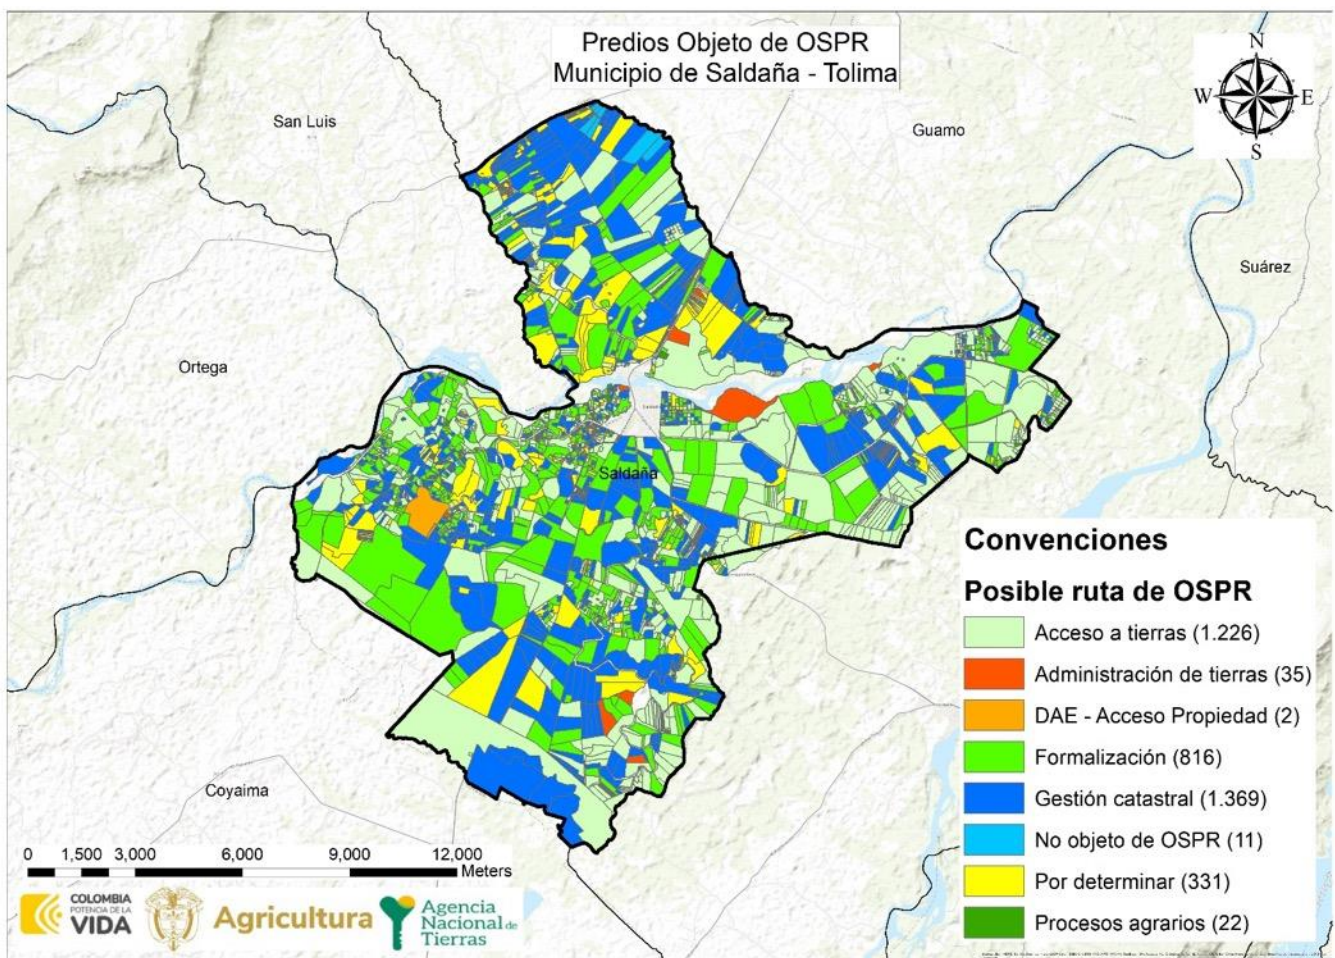 Predios Objeto de OSPR
Municipio de Saldaña - Tolima
N
W E
S
San Luis
Guamo
Suárez
Ortega
Saldaña
Coyaima
Convenciones
Posible ruta de OSPR
Acceso a tierras (1.226)
Administración de tierras (35)
DAE - Acceso Propiedad (2)
Formalización (816)
Gestión catastral (1.369)
No objeto de OSPR (11)
Por determinar (331)
Procesos agrarios (22)
0 1,500 3,000 6,000 9,000 12,000
Meters
COLOMBIA
POTENCIA DE LA
VIDA
Agricultura
Agencia
Nacional de
Tierras